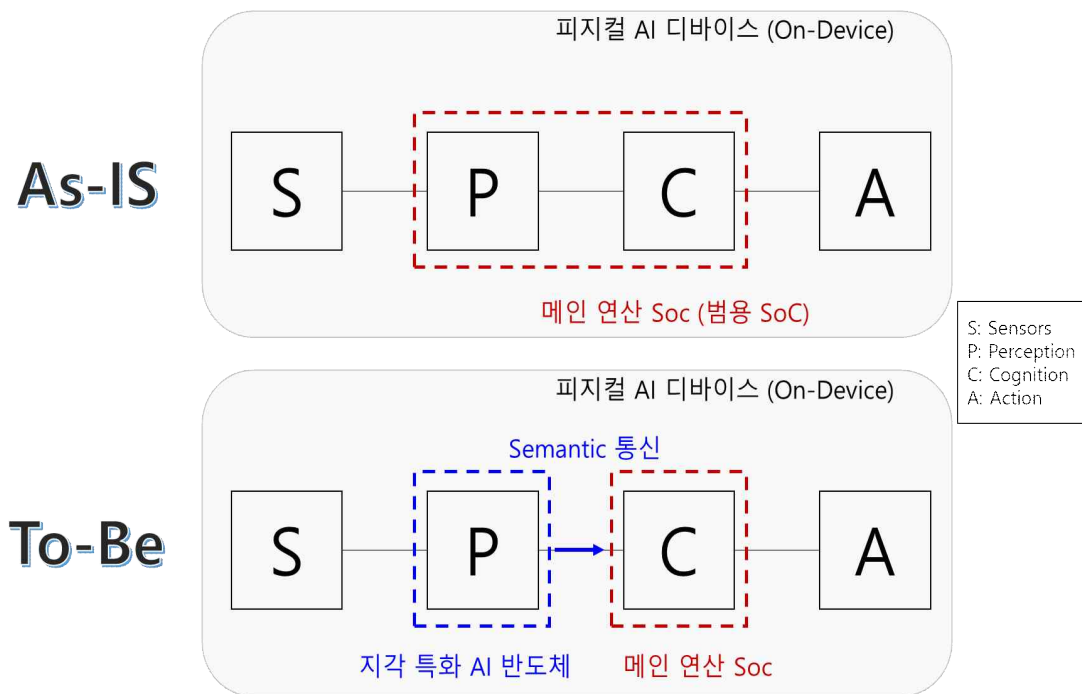 피지컬 AI 디바이스 (On-Device)
As-IS
S
P
C
A
메인 연산 Soc (범용 SoC)
S: Sensors
P: Perception
C: Cognition
A: Action
피지컬 AI 디바이스 (On-Device)
Semantic 통신
To-Be
S
P
C
A
지각 특화 AI 반도체
메인 연산 Soc